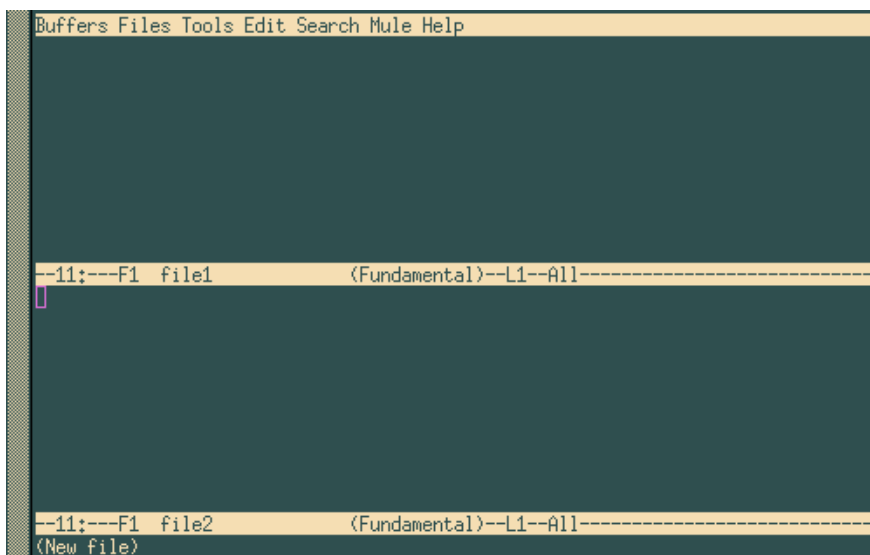 Buffers Files Tools Edit Search Mule Help
--11:---F1  file1             (Fundamental)--L1--All----------------------------
--11:---F1  file2             (Fundamental)--L1--All----------------------------
(New file)